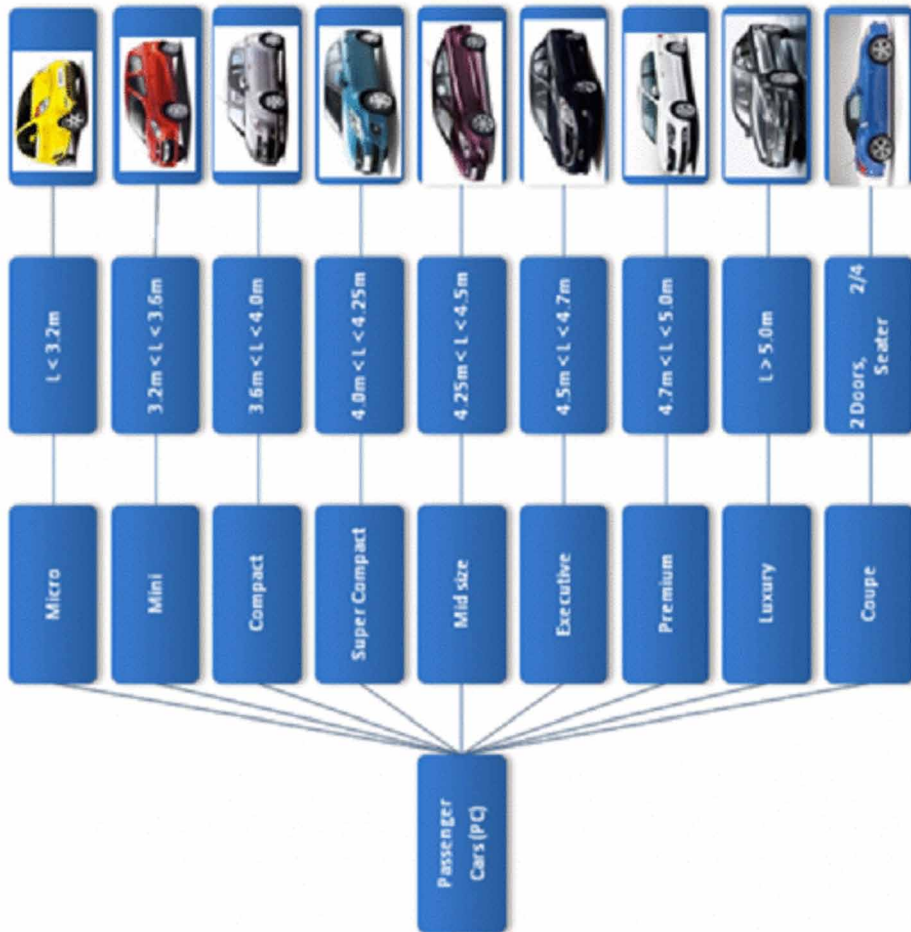 Passenger
Cars (PC)
Micro
L < 3.2m
Mini
3.2m < L < 3.6m
Compact
3.6m < L < 4.0m
Super Compact
4.0m < L < 4.25m
Mid size
4.25m < L < 4.5m
Executive
4.5m < L < 4.7m
Premium
4.7m < L < 5.0m
Luxury
L > 5.0m
Coupe
2 Doors, 2/4
Seater